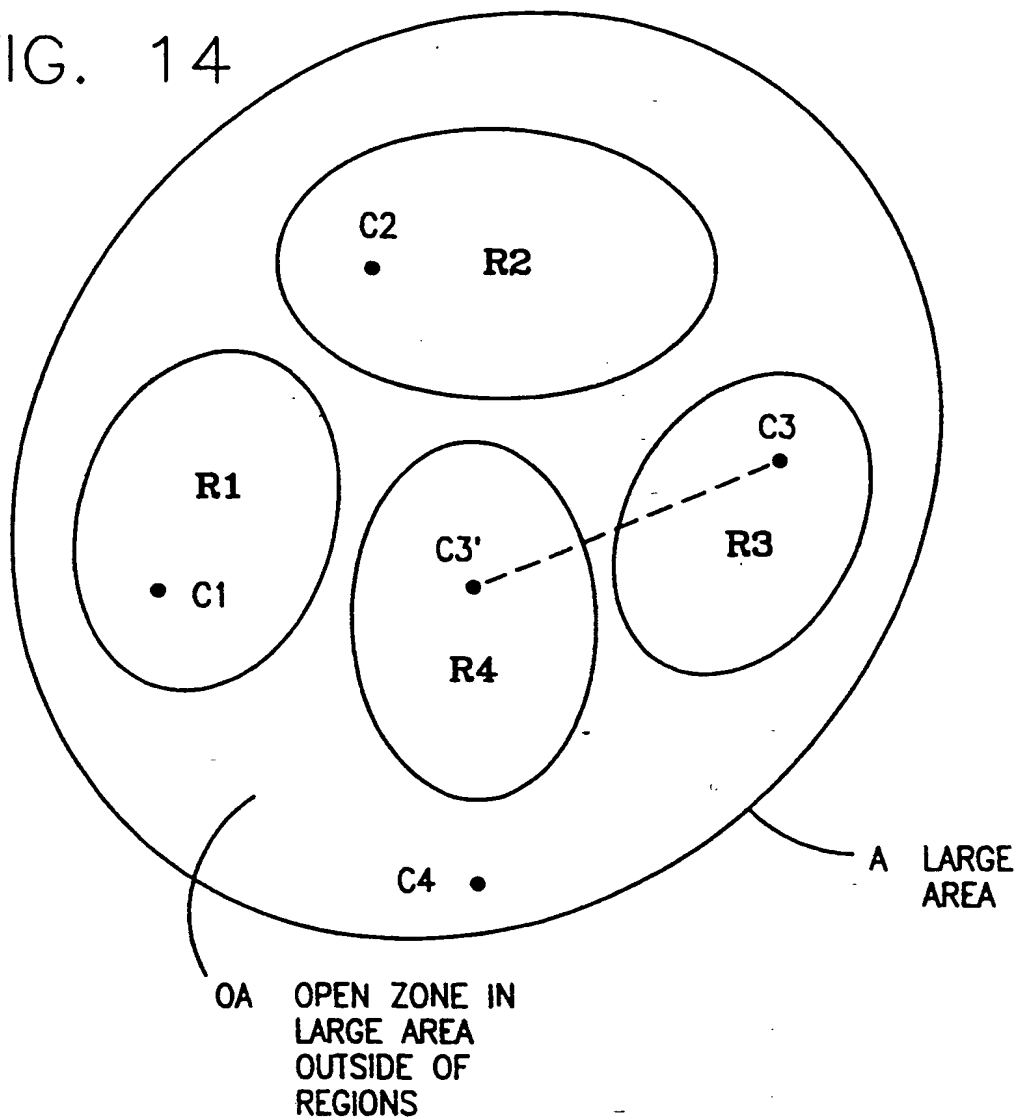 FIG. 14
C2
R2
C3
R1
R3
C3'
C1
R4
A LARGE
AREA
C4
OA OPEN ZONE IN
LARGE AREA
OUTSIDE OF
REGIONS